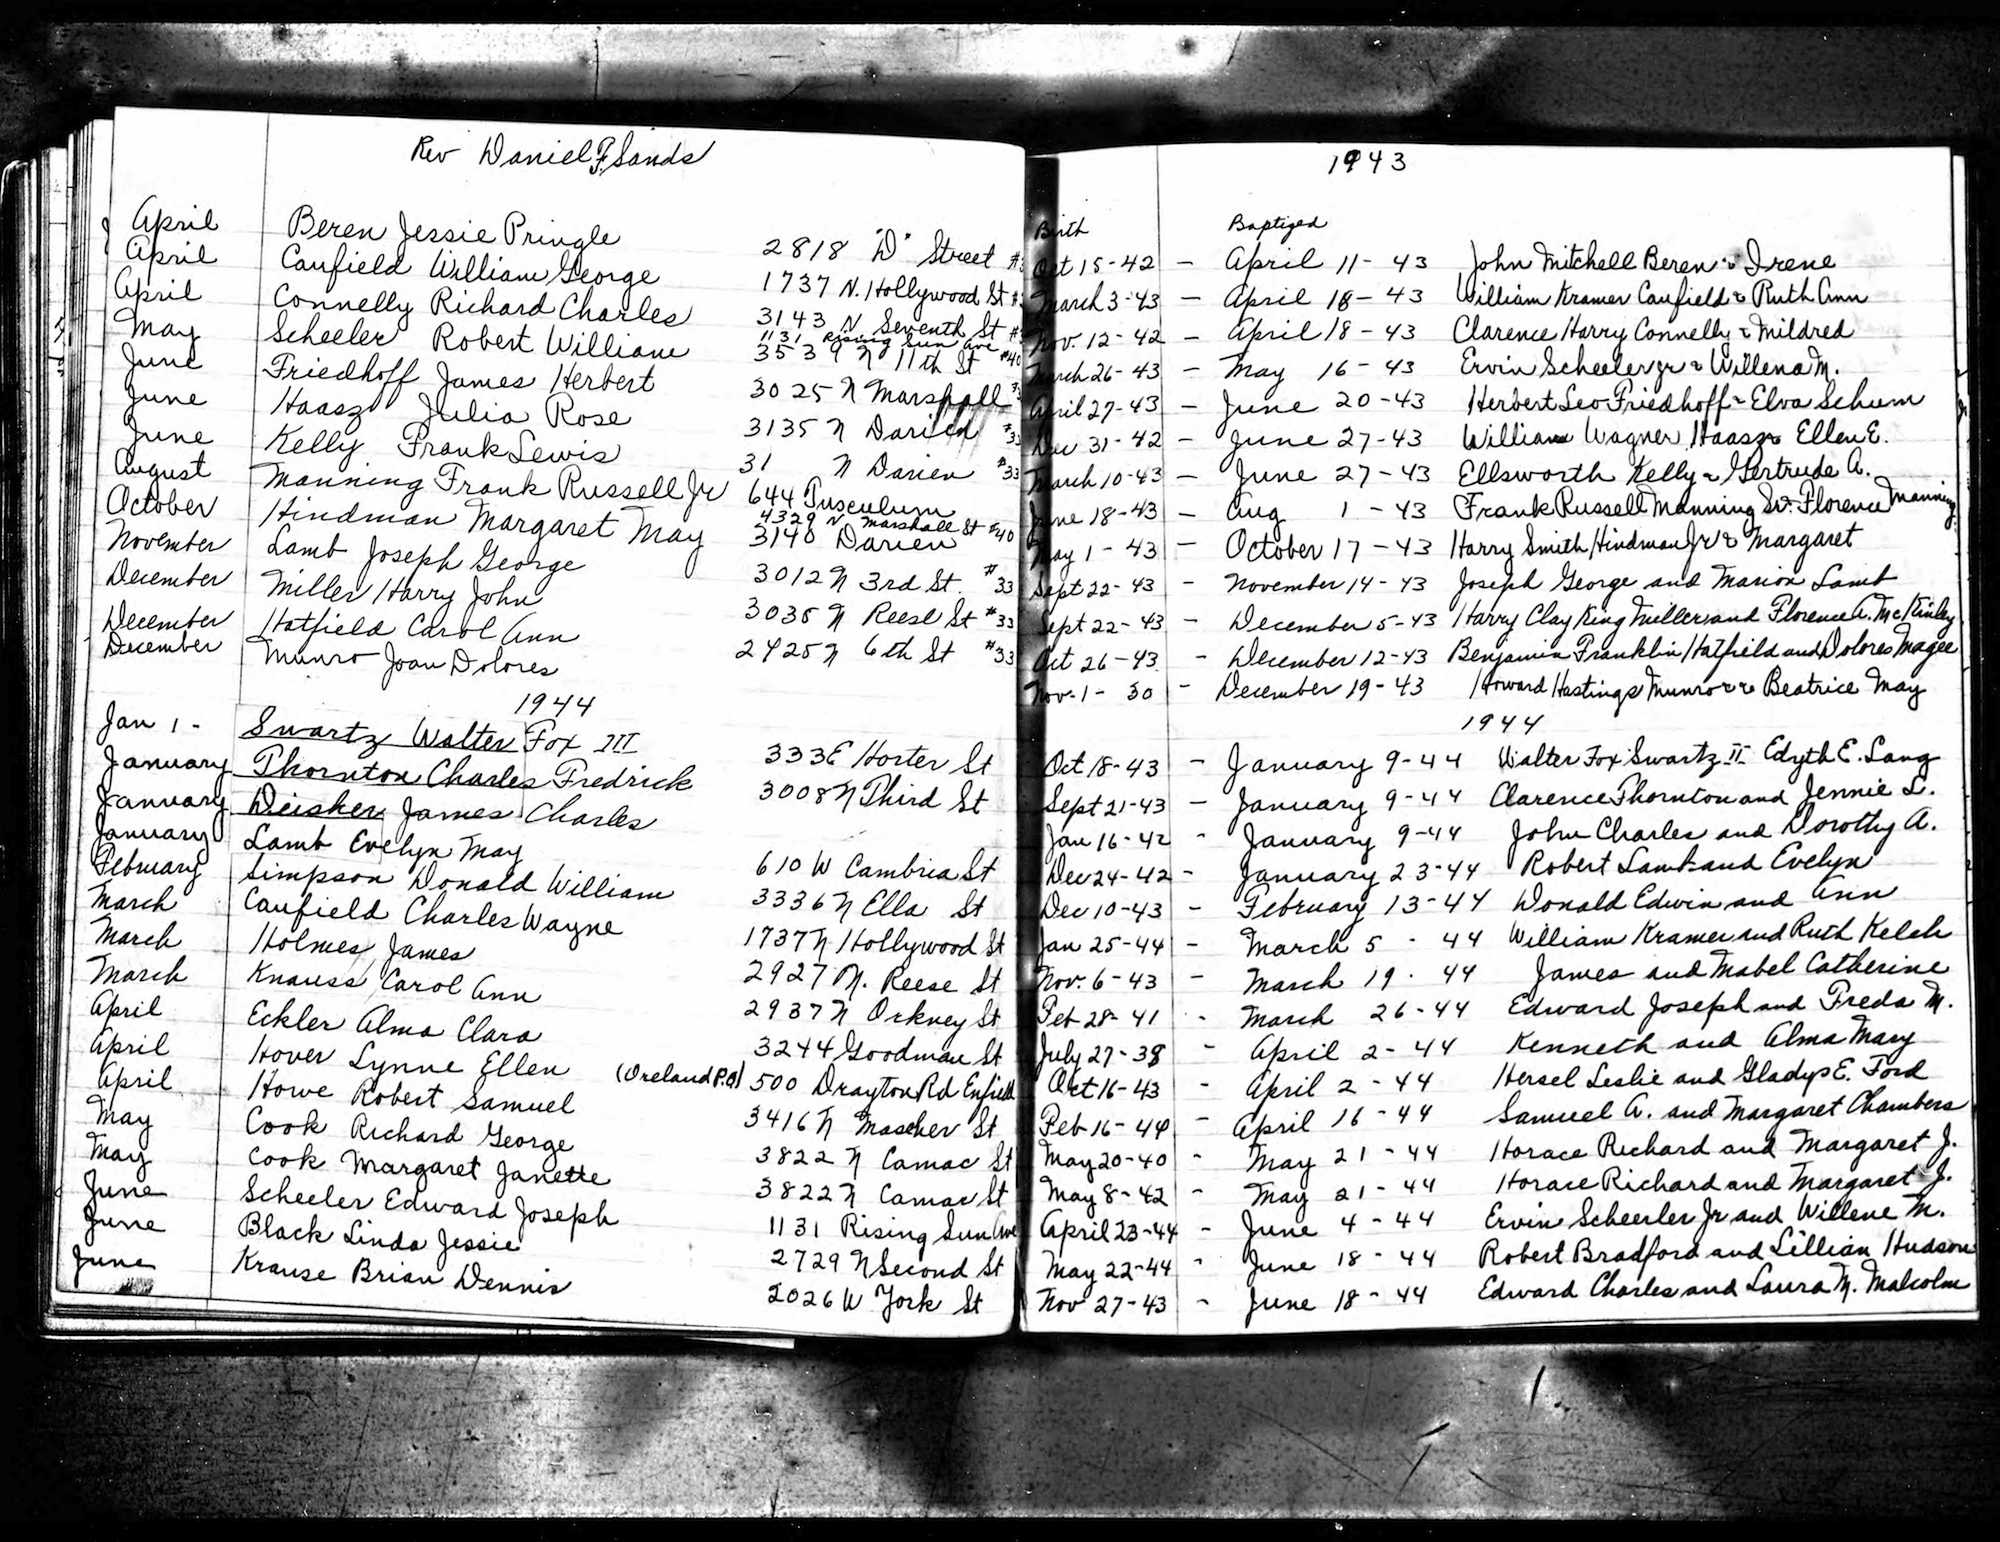 Rev Daniel F. Sands
1943
Birth Baptized
April Beren Jessie Pringle 2818 "D" Street Oct 15-42 - April 11-43 John Mitchell Beren & Irene
April Caufield William George 1737 N. Hollywood St March 3-43 - April 18-43 William Kramer Caufield & Ruth Ann
April Connelly Richard Charles 3143 N Seventh St Nov. 12-42 - April 18-43 Clarence Harry Connelly & Mildred
May Scheeler Robert William 1131 Rising Sun Ave #40 March 26-43 - May 16-43 Ervin Scheeler Jr & Willena M.
June Friedhoff James Herbert 3539 N 11th St April 27-43 - June 20-43 Herbert Leo Friedhoff & Elva Schum
June Haasz Julia Rose 3025 N Marshall Dec 31-42 - June 27-43 William Wagner Haasz & Ellen E.
June Kelly Frank Lewis 3135 N Darien March 10-43 - June 27-43 Ellsworth Kelly & Gertrude A.
August Manning Frank Russell Jr 31 N Darien #33 644 Tusculum June 18-43 - Aug 1-43 Frank Russell Manning Sr. & Florence Manning
October Hindman Margaret May 4329 N Marshall St #40 May 1-43 - October 17-43 Harry Smith Hindman Jr & Margaret
November Lamb Joseph George 3140 Darien Sept 22-43 - November 14-43 Joseph George and Marion Lamb
December Miller Harry John 3012 N 3rd St. #33 Sept 22-43 - December 5-43 Harry Clay King Miller and Florence A. McKinley
December Hatfield Carol Ann 3035 N Reese St #33 Oct 26-43 - December 12-43 Benjamin Franklin Hatfield and Dolores Magee
December Munro Joan Dolores 2425 N 6th St #33 Nov. 1-30 - December 19-43 Howard Hastings Munro & Beatrice May
1944 1944
Jan 1 - Swartz Walter Fox III 333 E Horter St Oct 18-43 - January 9-44 Walter Fox Swartz II Edyth E. Lang
January Thornton Charles Fredrick 3008 N Third St Sept 21-43 - January 9-44 Clarence Thornton and Jennie L.
January Deisher James Charles Jan 16-42 - January 9-44 John Charles and Dorothy A.
January Lamb Evelyn May 610 W Cambria St Dec 24-42 - January 23-44 Robert Lamb and Evelyn
February Simpson Donald William 3336 N Ella St Dec 10-43 - February 13-44 Donald Edwin and Ann
March Caufield Charles Wayne 1737 N Hollywood St Jan 25-44 - March 5-44 William Kramer and Ruth Kelch
March Holmes, James 2927 N. Reese St Nov. 6-43 - March 19-44 James and Mabel Catherine
March Knauss Carol Ann 2937 N Orkney St Feb 28-41 - March 26-44 Edward Joseph and Freda M.
April Eckler Alma Clara 3244 Goodman St July 27-38 - April 2-44 Kenneth and Alma Mary
April Hover Lynne Ellen (Oreland P.O) 500 Drayton Rd Enfield Oct 16-43 - April 2-44 Hersel Leslie and Gladys E. Ford
April Howe Robert Samuel 3416 N Mascher St Feb 16-44 - April 16-44 Samuel A. and Margaret Chambers
May Cook Richard George 3822 N Camac St May 20-40 - May 21-44 Horace Richard and Margaret J.
May Cook Margaret Janette 3822 N Camac St May 8-42 - May 21-44 Horace Richard and Margaret J.
June Scheeler Edward Joseph 1131 Rising Sun Ave April 23-44 - June 4-44 Ervin Scheerler Jr and Willene M.
June Black Linda Jessie 2729 N Second St May 22-44 - June 18-44 Robert Bradford and Lillian Hudson
June Krause Brian Dennis 2026 W York St Nov 27-43 - June 18-44 Edward Charles and Laura N. Malcolm